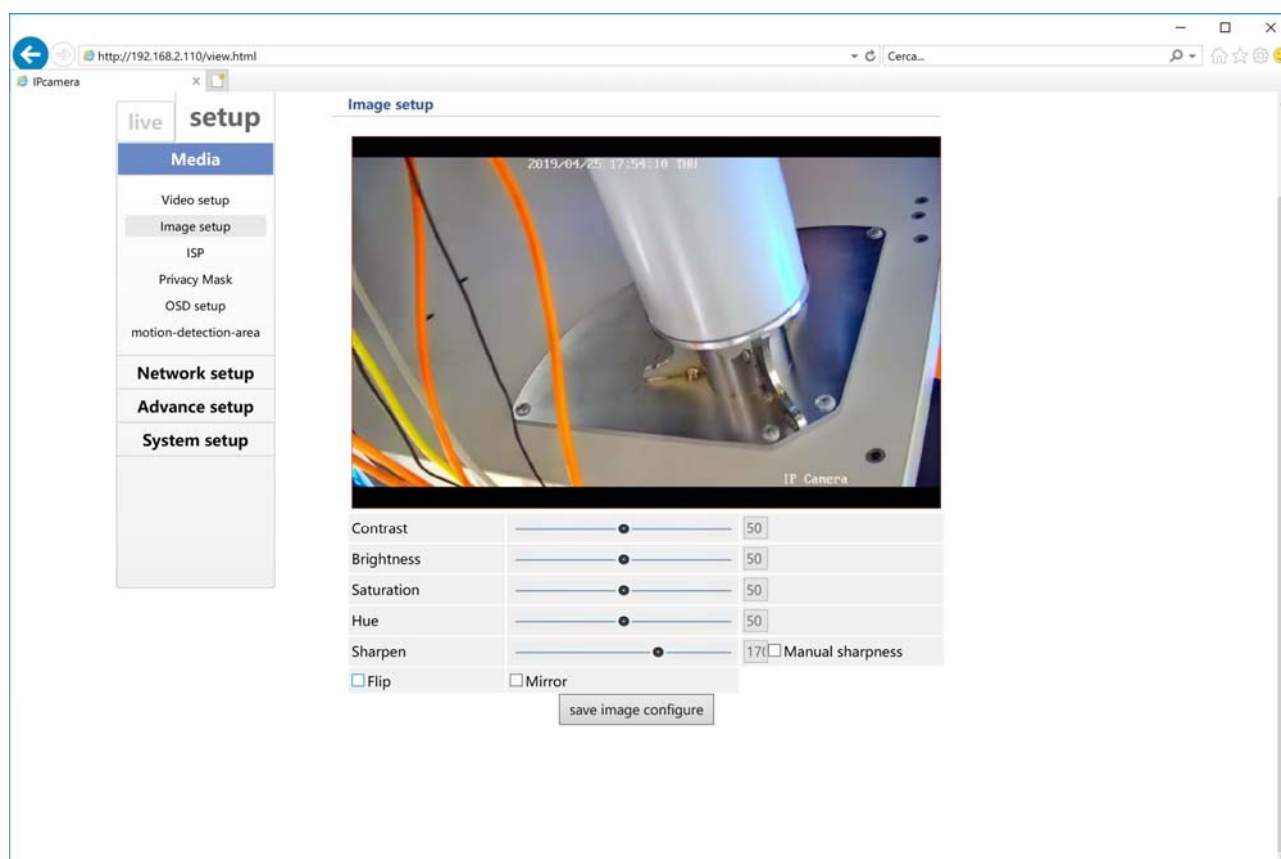 http://192.168.2.110/view.html
Cerca...
IPcamera
live
setup
Media
Video setup
Image setup
ISP
Privacy Mask
OSD setup
motion-detection-area
Network setup
Advance setup
System setup
Image setup
2019/04/25 17:54:10 THU
IP Camera
Contrast 50
Brightness 50
Saturation 50
Hue 50
Sharpen 170 Manual sharpness
Flip Mirror
save image configure